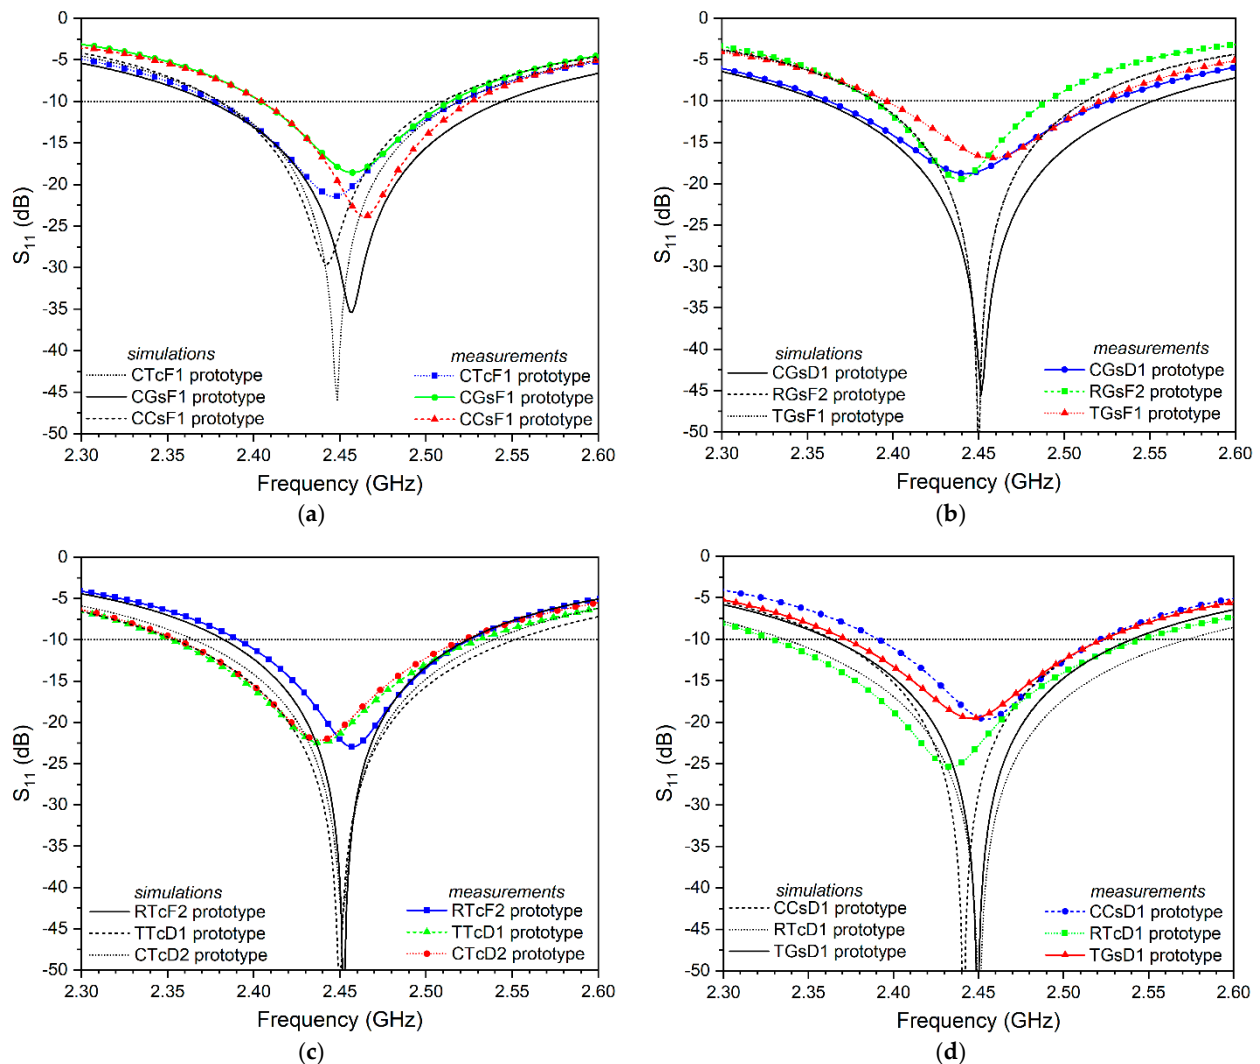 0
-5
-10
-15
-20
-25
-30
-35
-40
-45
-50
S11 (dB)
simulations
CTcF1 prototype
CGsF1 prototype
CCsF1 prototype
measurements
CTcF1 prototype
CGsF1 prototype
CCsF1 prototype
2.30 2.35 2.40 2.45 2.50 2.55 2.60
Frequency (GHz)
(a)
0
-5
-10
-15
-20
-25
-30
-35
-40
-45
-50
S11 (dB)
simulations
CGsD1 prototype
RGsF2 prototype
TGsF1 prototype
measurements
CGsD1 prototype
RGsF2 prototype
TGsF1 prototype
2.30 2.35 2.40 2.45 2.50 2.55 2.60
Frequency (GHz)
(b)
0
-5
-10
-15
-20
-25
-30
-35
-40
-45
-50
S11 (dB)
simulations
RTcF2 prototype
TTcD1 prototype
CTcD2 prototype
measurements
RTcF2 prototype
TTcD1 prototype
CTcD2 prototype
2.30 2.35 2.40 2.45 2.50 2.55 2.60
Frequency (GHz)
(c)
0
-5
-10
-15
-20
-25
-30
-35
-40
-45
-50
S11 (dB)
simulations
CCsD1 prototype
RTcD1 prototype
TGsD1 prototype
measurements
CCsD1 prototype
RTcD1 prototype
TGsD1 prototype
2.30 2.35 2.40 2.45 2.50 2.55 2.60
Frequency (GHz)
(d)